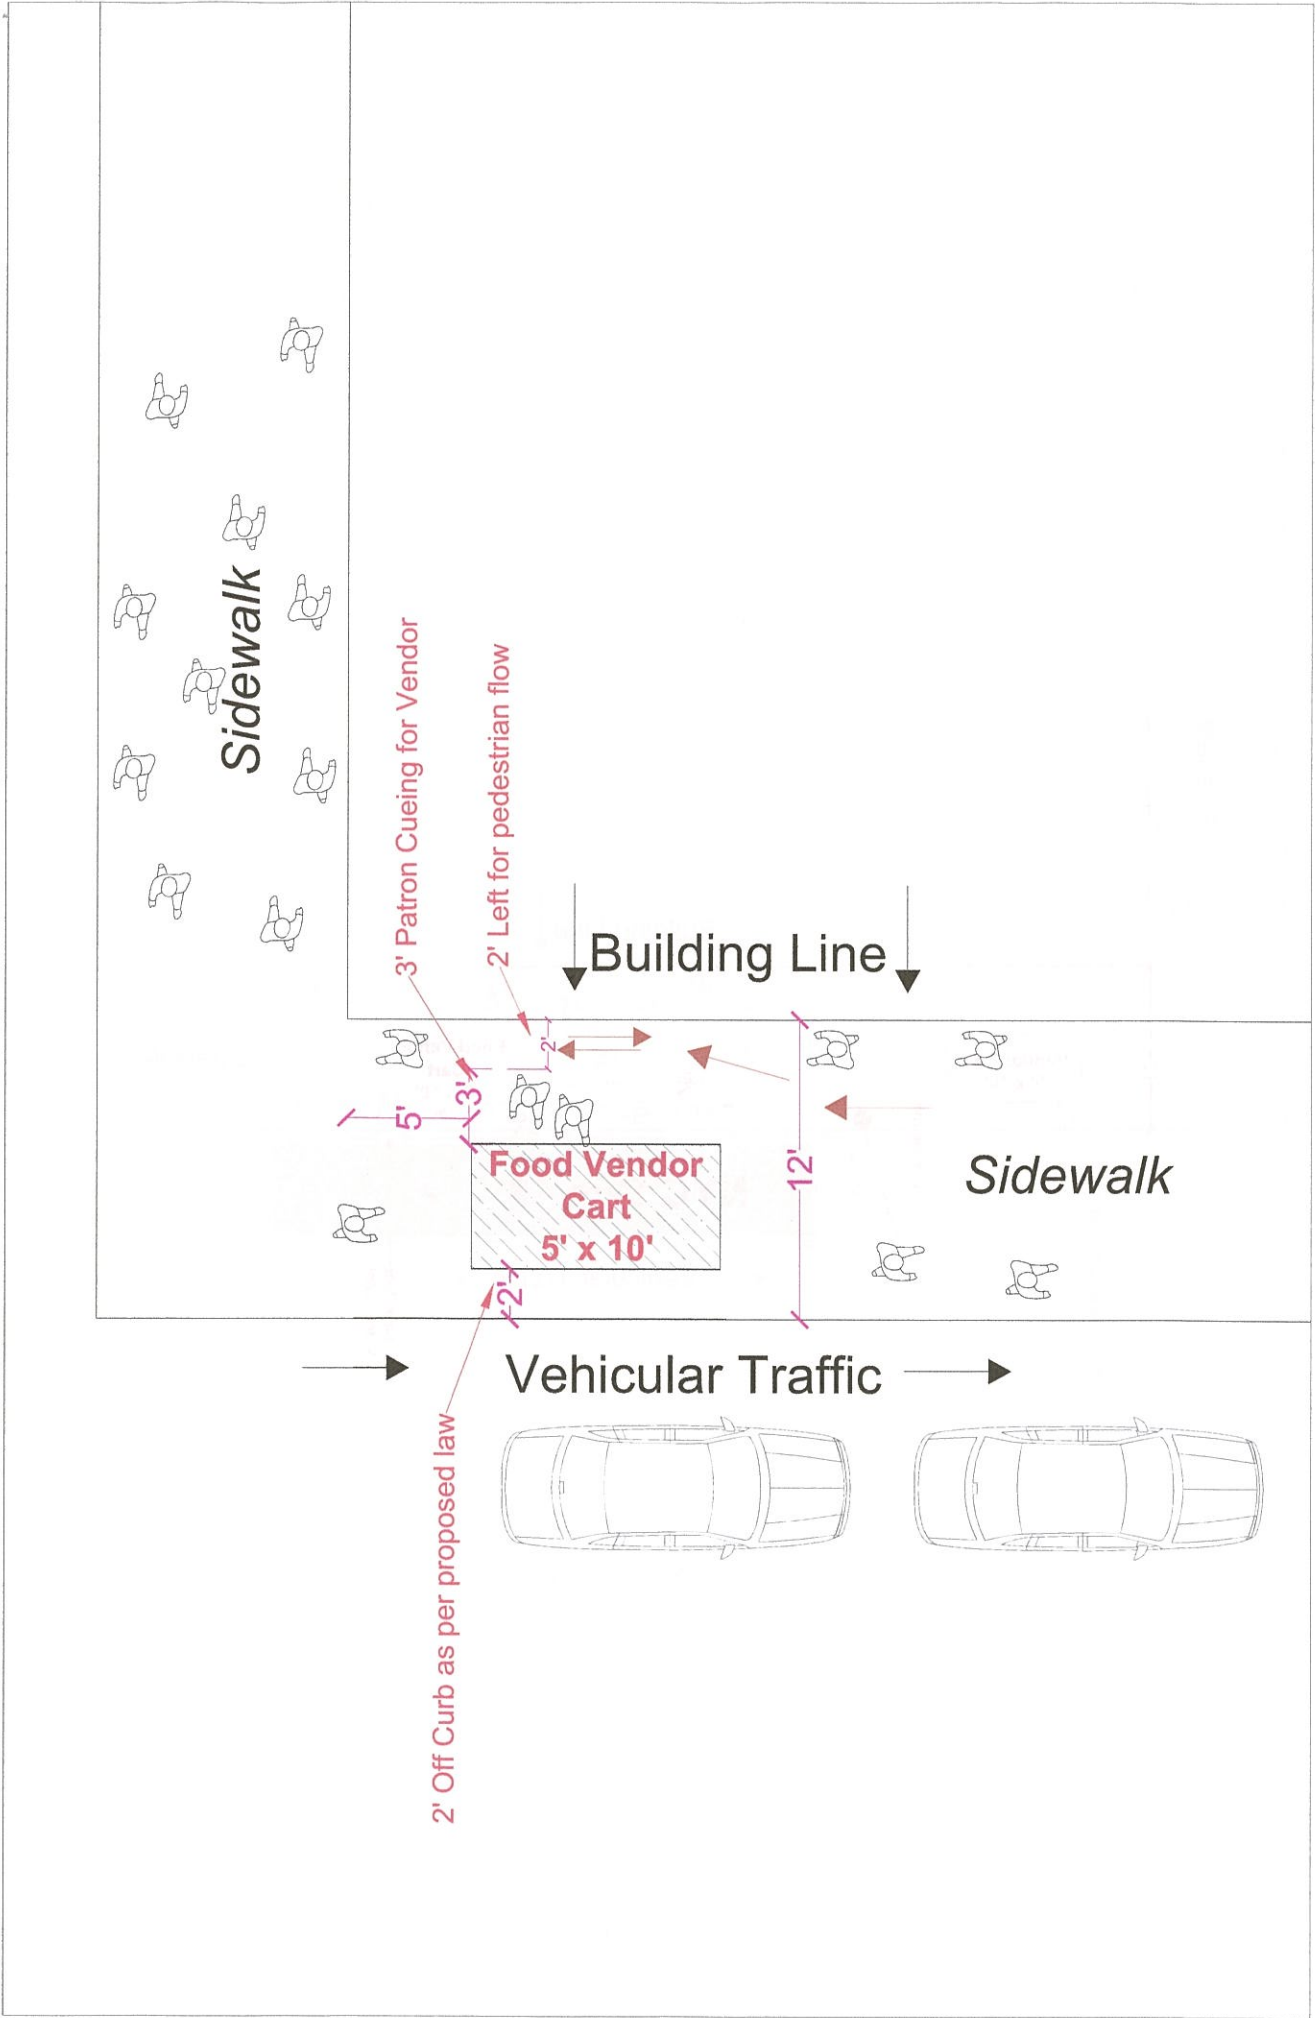 Sidewalk
3' Patron Cueing for Vendor
2' Left for pedestrian flow
Building Line
2'
3'
5'
12'
Food Vendor
Cart
5' x 10'
Sidewalk
2'
Vehicular Traffic
2' Off Curb as per proposed law